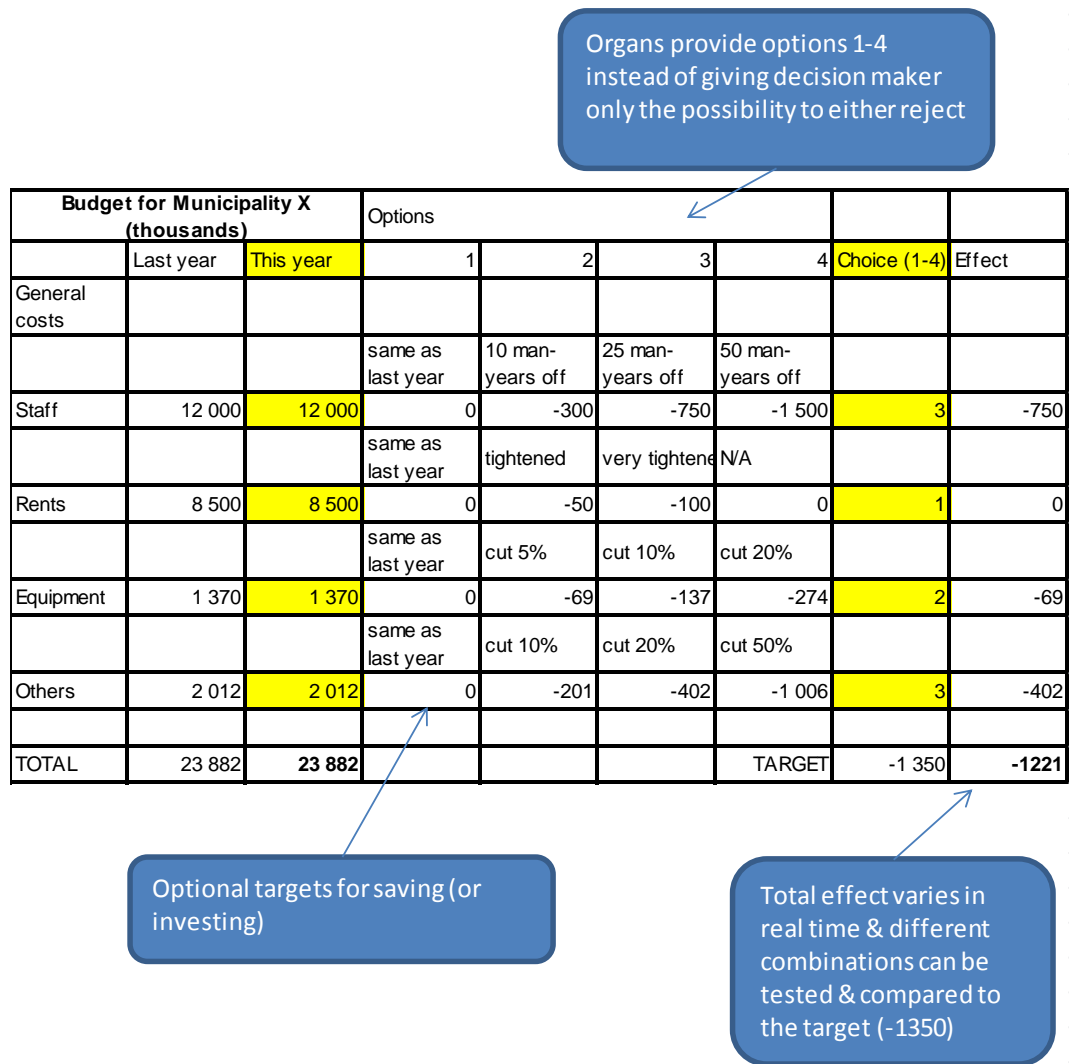 Organs provide options 1-4
instead of giving decision maker
only the possibility to either reject
Budget for Municipality X
(thousands)
Options
Last year This year 1 2 3 4 Choice (1-4) Effect
General
costs
same as
last year
10 man-
years off
25 man-
years off
50 man-
years off
Staff 12 000 12 000 0 -300 -750 -1 500 3 -750
same as
last year
tightened very tightene N/A
Rents 8 500 8 500 0 -50 -100 0 1 0
same as
last year
cut 5% cut 10% cut 20%
Equipment 1 370 1 370 0 -69 -137 -274 2 -69
same as
last year
cut 10% cut 20% cut 50%
Others 2 012 2 012 0 -201 -402 -1 006 3 -402
TOTAL 23 882 23 882 TARGET -1 350 -1221
Optional targets for saving (or
investing)
Total effect varies in
real time & different
combinations can be
tested & compared to
the target (-1350)